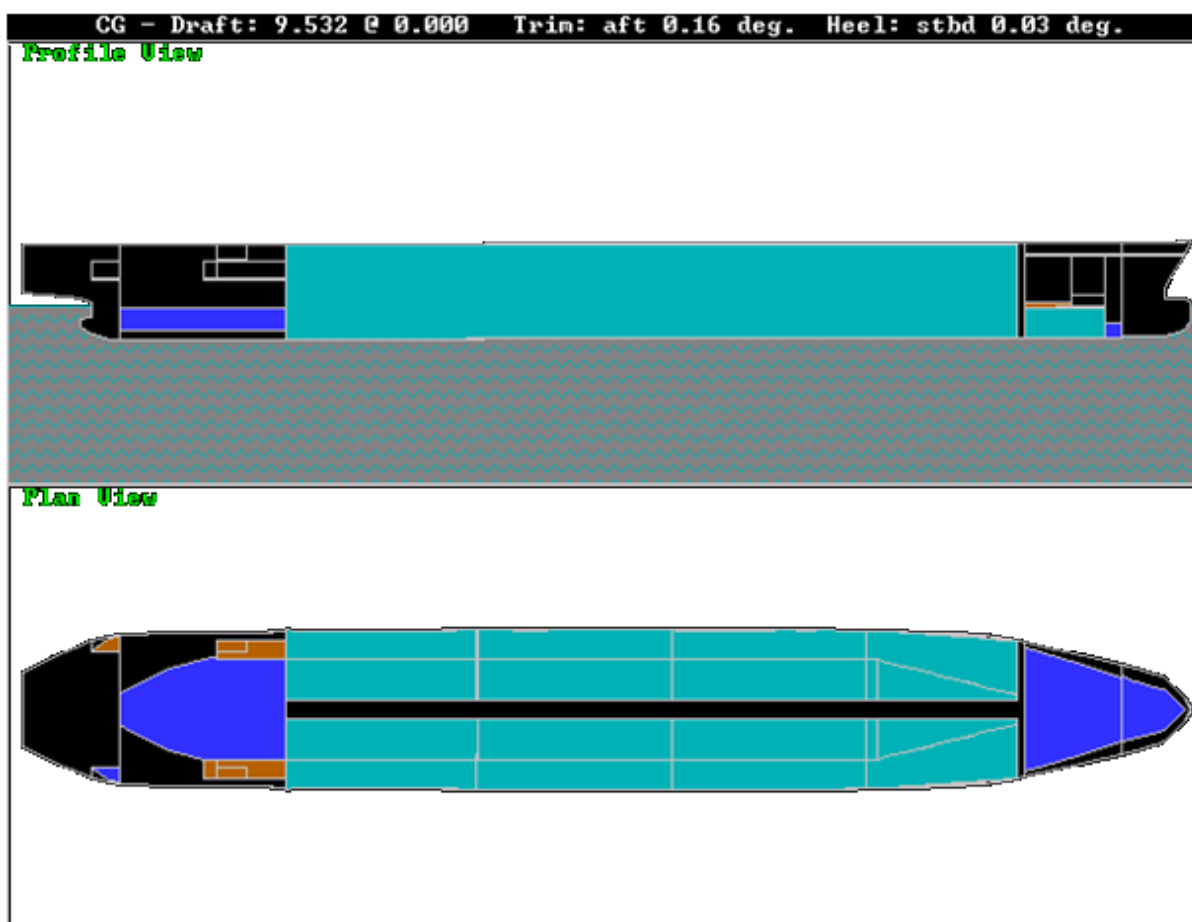 CG - Draft: 9.532 @ 0.000 Trim: aft 0.16 deg. Heel: stbd 0.03 deg.
Profile View
Plan View